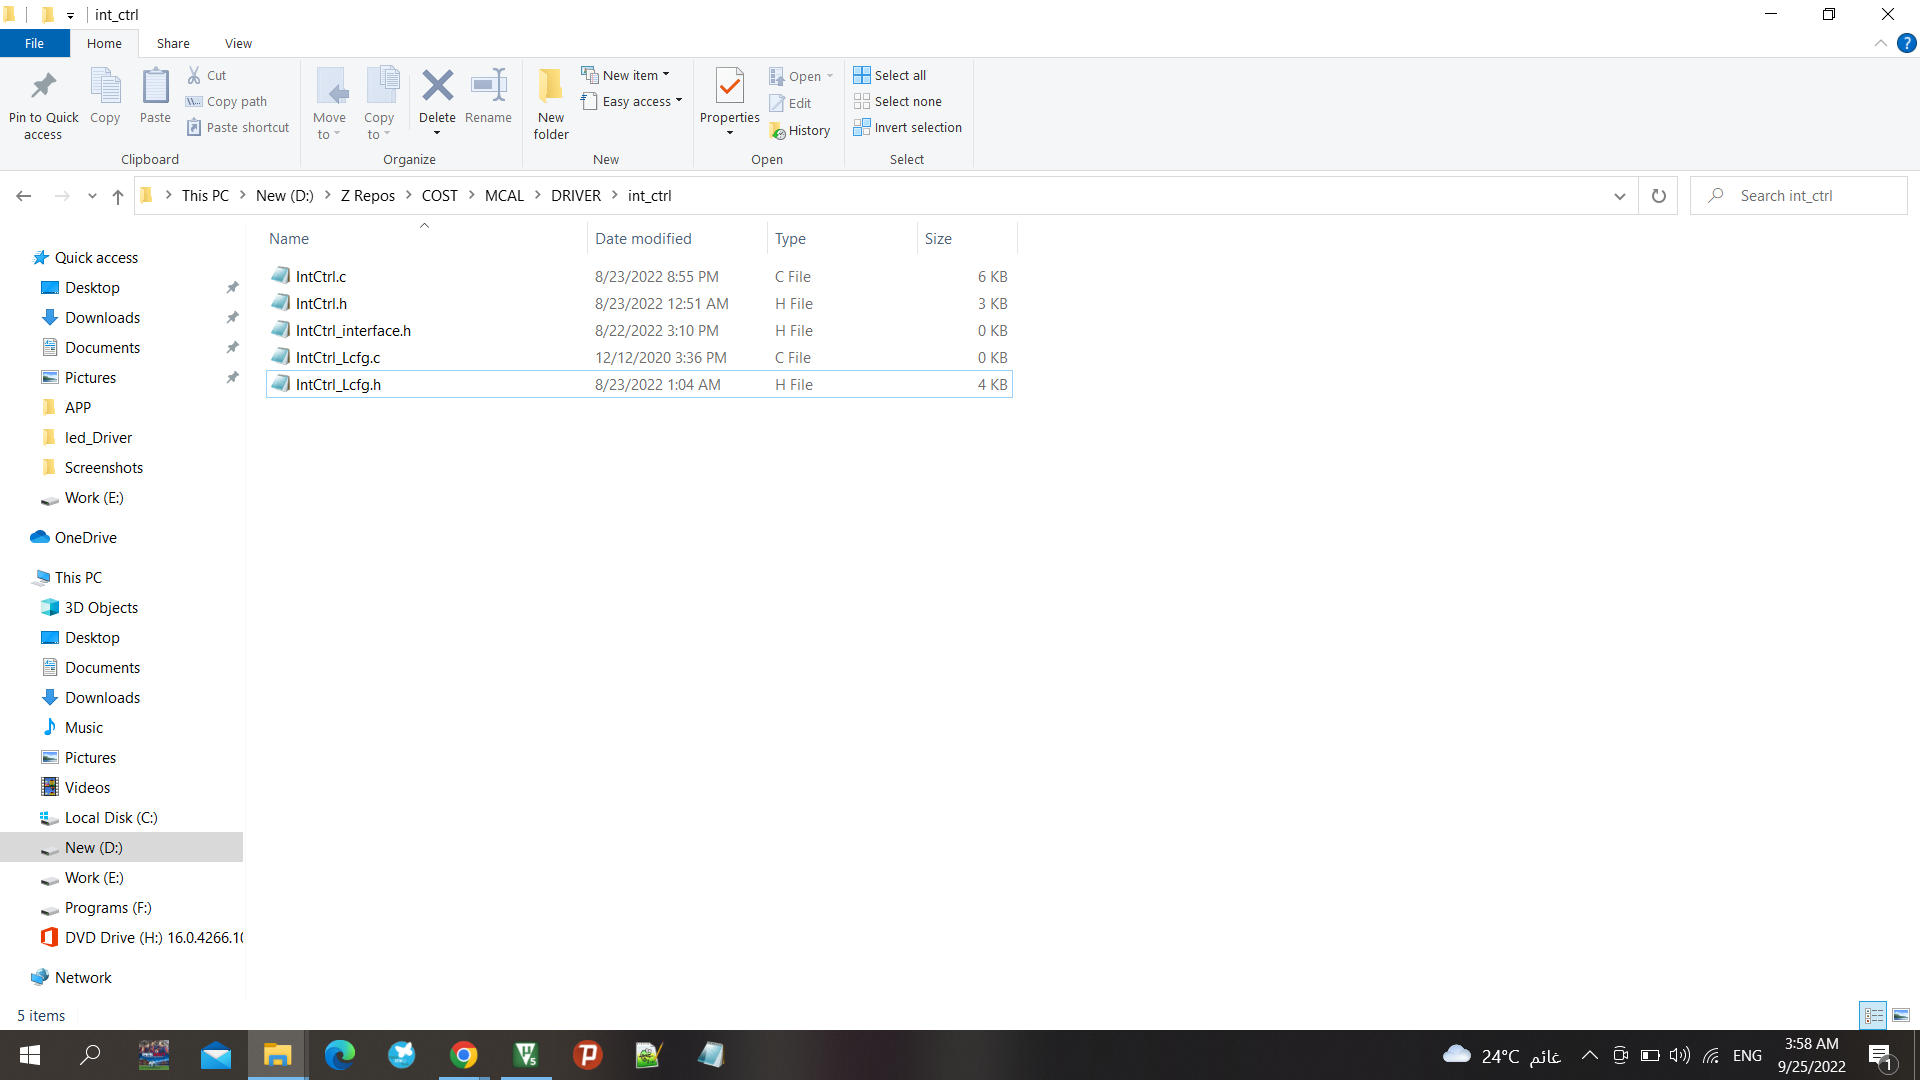 int_ctrl
File Home Share View
Pin to Quick access
Copy
Paste
Cut
Copy path
Paste shortcut
Clipboard
Move to
Copy to
Delete
Rename
Organize
New folder
New item
Easy access
New
Properties
Open
Edit
History
Open
Select all
Select none
Invert selection
Select
This PC New (D:) Z Repos COST MCAL DRIVER int_ctrl
Search int_ctrl
Name Date modified Type Size
IntCtrl.c 8/23/2022 8:55 PM C File 6 KB
IntCtrl.h 8/23/2022 12:51 AM H File 3 KB
IntCtrl_interface.h 8/22/2022 3:10 PM H File 0 KB
IntCtrl_Lcfg.c 12/12/2020 3:36 PM C File 0 KB
IntCtrl_Lcfg.h 8/23/2022 1:04 AM H File 4 KB
Quick access
Desktop
Downloads
Documents
Pictures
APP
led_Driver
Screenshots
Work (E:)
OneDrive
This PC
3D Objects
Desktop
Documents
Downloads
Music
Pictures
Videos
Local Disk (C:)
New (D:)
Work (E:)
Programs (F:)
DVD Drive (H:) 16.0.4266.10
Network
5 items
24°C غائم
ENG
3:58 AM
9/25/2022
1